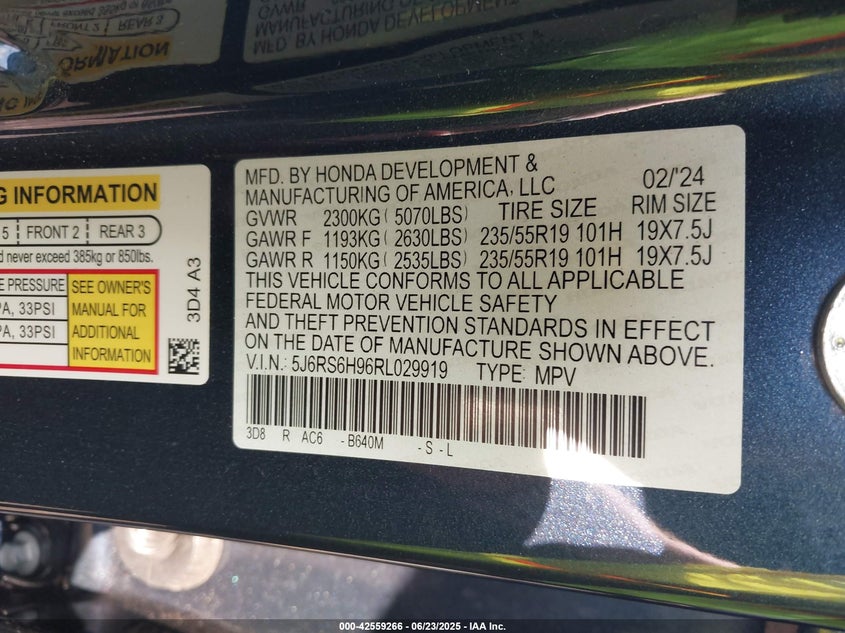 MFD. BY HONDA DEVELOPMENT &
MANUFACTURING OF AMERICA, LLC 02/'24
GVWR 2300KG( 5070LBS) TIRE SIZE RIM SIZE
GAWR F 1193KG( 2630LBS) 235/55R19 101H 19X7.5J
GAWR R 1150KG( 2535LBS) 235/55R19 101H 19X7.5J
THIS VEHICLE CONFORMS TO ALL APPLICABLE
FEDERAL MOTOR VEHICLE SAFETY
AND THEFT PREVENTION STANDARDS IN EFFECT
ON THE DATE OF MANUFACTURE SHOWN ABOVE.
V.I.N.: 5J6RS6H96RL029919 TYPE: MPV
3D8 R AC6 -B640M -S-L
G INFORMATION
5 FRONT 2 REAR 3
d never exceed 385kg or 850lbs.
E PRESSURE
PA, 33PSI
PA, 33PSI
SEE OWNER'S
MANUAL FOR
ADDITIONAL
INFORMATION
3D4 A3
000-42559266 - 06/23/2025 - IAA Inc.